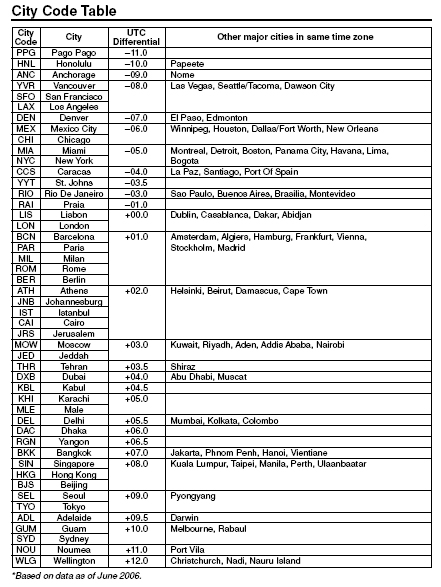 City Code Table
City Code City UTC Differential Other major cities in same time zone
PPG Pago Pago –11.0
HNL Honolulu –10.0 Papeete
ANC Anchorage –09.0 Nome
YVR Vancouver –08.0 Las Vegas, Seattle/Tacoma, Dawson City
SFO San Francisco
LAX Los Angeles
DEN Denver –07.0 El Paso, Edmonton
MEX Mexico City –06.0 Winnipeg, Houston, Dallas/Fort Worth, New Orleans
CHI Chicago
MIA Miami –05.0 Montreal, Detroit, Boston, Panama City, Havana, Lima,
NYC New York Bogota
CCS Caracas –04.0 La Paz, Santiago, Port Of Spain
YYT St. Johns –03.5
RIO Rio De Janeiro –03.0 Sao Paulo, Buenos Aires, Brasilia, Montevideo
RAI Praia –01.0
LIS Lisbon +00.0 Dublin, Casablanca, Dakar, Abidjan
LON London
BCN Barcelona +01.0 Amsterdam, Algiers, Hamburg, Frankfurt, Vienna,
PAR Paris Stockholm, Madrid
MIL Milan
ROM Rome
BER Berlin
ATH Athens +02.0 Helsinki, Beirut, Damascus, Cape Town
JNB Johannesburg
IST Istanbul
CAI Cairo
JRS Jerusalem
MOW Moscow +03.0 Kuwait, Riyadh, Aden, Addis Ababa, Nairobi
JED Jeddah
THR Tehran +03.5 Shiraz
DXB Dubai +04.0 Abu Dhabi, Muscat
KBL Kabul +04.5
KHI Karachi +05.0
MLE Male
DEL Delhi +05.5 Mumbai, Kolkata, Colombo
DAC Dhaka +06.0
RGN Yangon +06.5
BKK Bangkok +07.0 Jakarta, Phnom Penh, Hanoi, Vientiane
SIN Singapore +08.0 Kuala Lumpur, Taipei, Manila, Perth, Ulaanbaatar
HKG Hong Kong
BJS Beijing
SEL Seoul +09.0 Pyongyang
TYO Tokyo
ADL Adelaide +09.5 Darwin
GUM Guam +10.0 Melbourne, Rabaul
SYD Sydney
NOU Noumea +11.0 Port Vila
WLG Wellington +12.0 Christchurch, Nadi, Nauru Island
*Based on data as of June 2006.